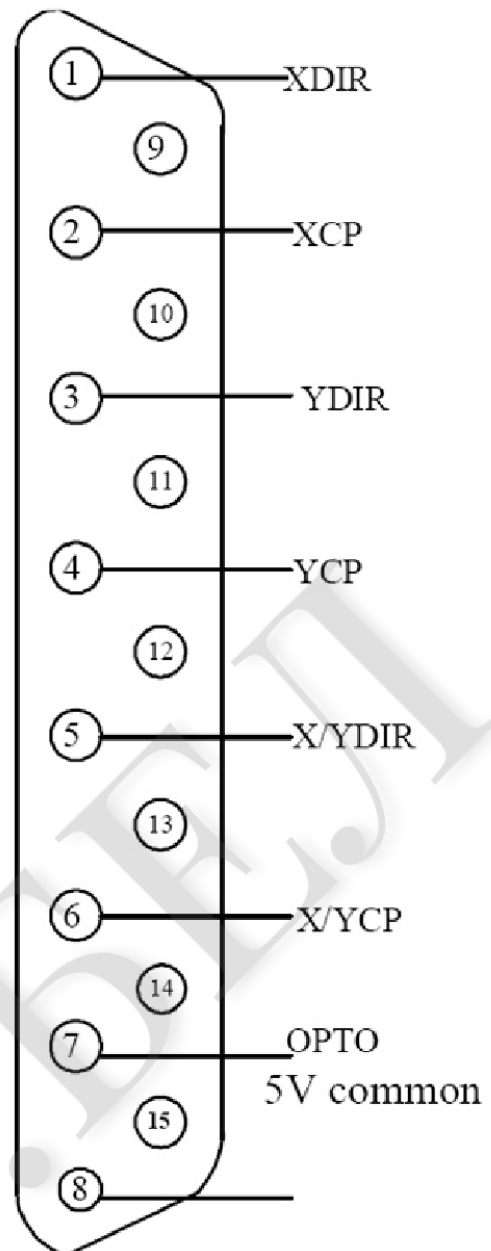 1 XDIR
9
2 XCP
10
3 YDIR
11
4 YCP
12
5 X/YDIR
13
6 X/YCP
14
7 OPTO
5V common
15
8
.БЕЛ